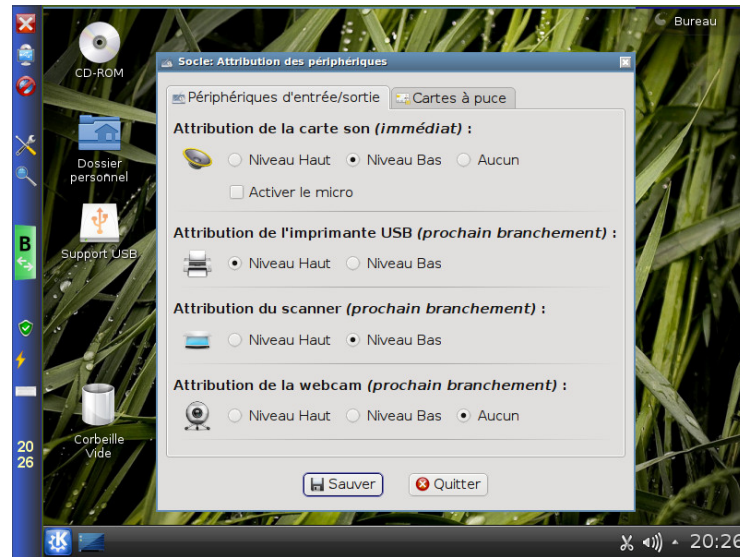 Bureau
CD-ROM
Dossier
personnel
Support USB
Corbeille
Vide
B
20
26
Socle: Attribution des périphériques
Périphériques d'entrée/sortie
Cartes à puce
Attribution de la carte son (immédiat) :
Niveau Haut Niveau Bas Aucun
Activer le micro
Attribution de l'imprimante USB (prochain branchement) :
Niveau Haut Niveau Bas
Attribution du scanner (prochain branchement) :
Niveau Haut Niveau Bas
Attribution de la webcam (prochain branchement) :
Niveau Haut Niveau Bas Aucun
Sauver
Quitter
20:26